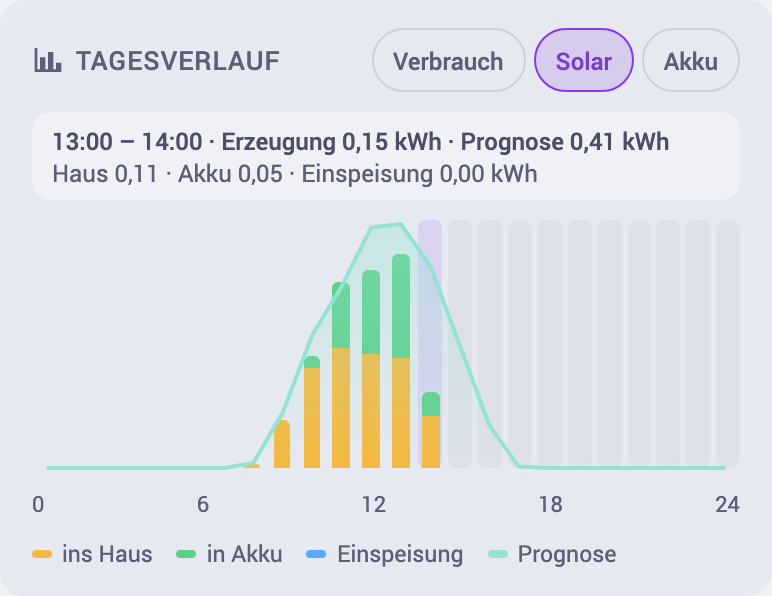 TAGESVERLAUF
Verbrauch
Solar
Akku
13:00 – 14:00 · Erzeugung 0,15 kWh · Prognose 0,41 kWh
Haus 0,11 · Akku 0,05 · Einspeisung 0,00 kWh
0 6 12 18 24
ins Haus in Akku Einspeisung Prognose